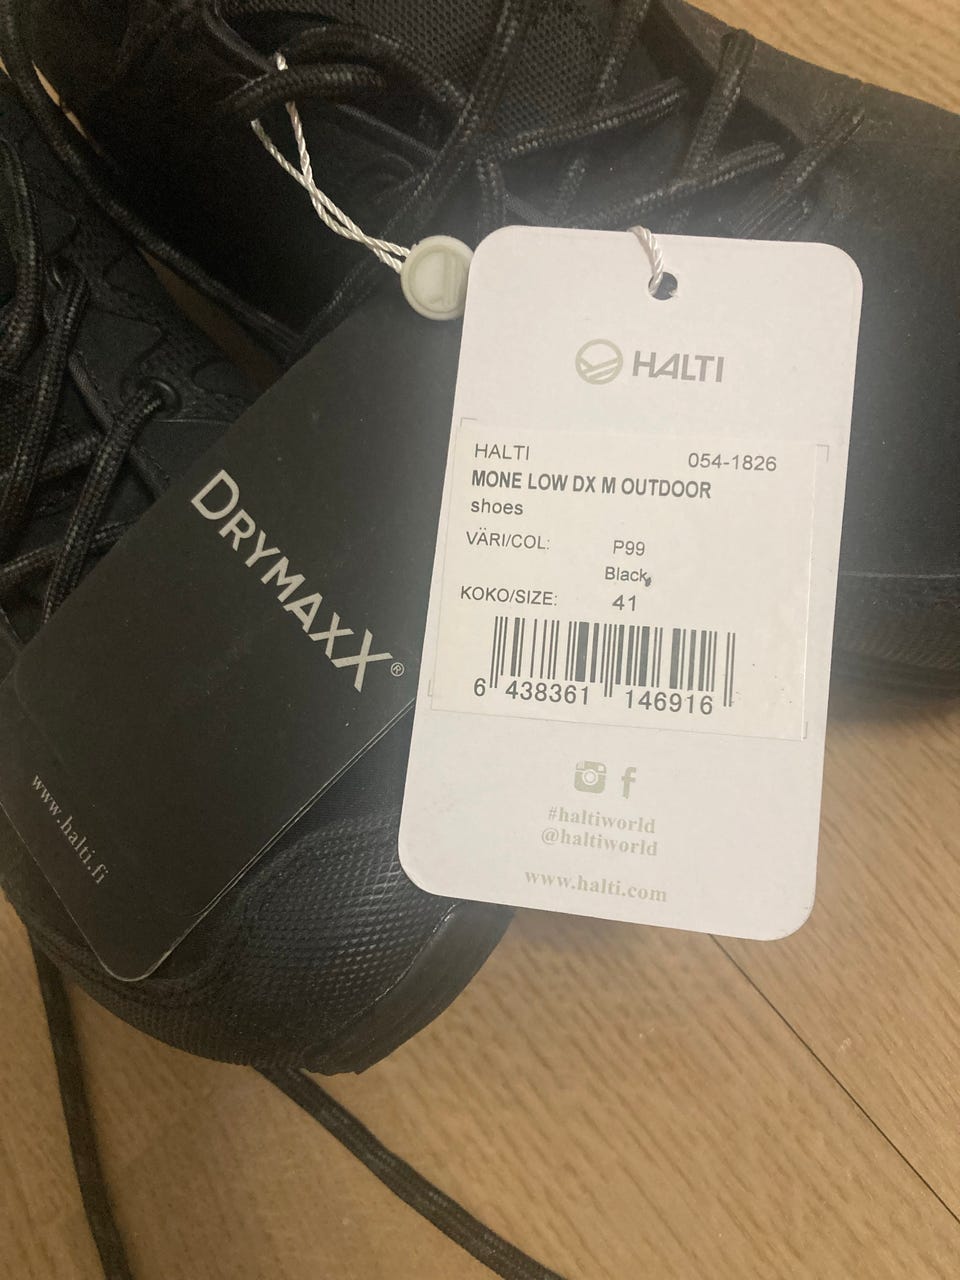 HALTI
HALTI 054-1826
MONE LOW DX M OUTDOOR
shoes
VÄRI/COL: P99
Black
KOKO/SIZE: 41
6 438361 146916
#haltiworld
@haltiworld
www.halti.com
DRYMAXX®
www.halti.fi